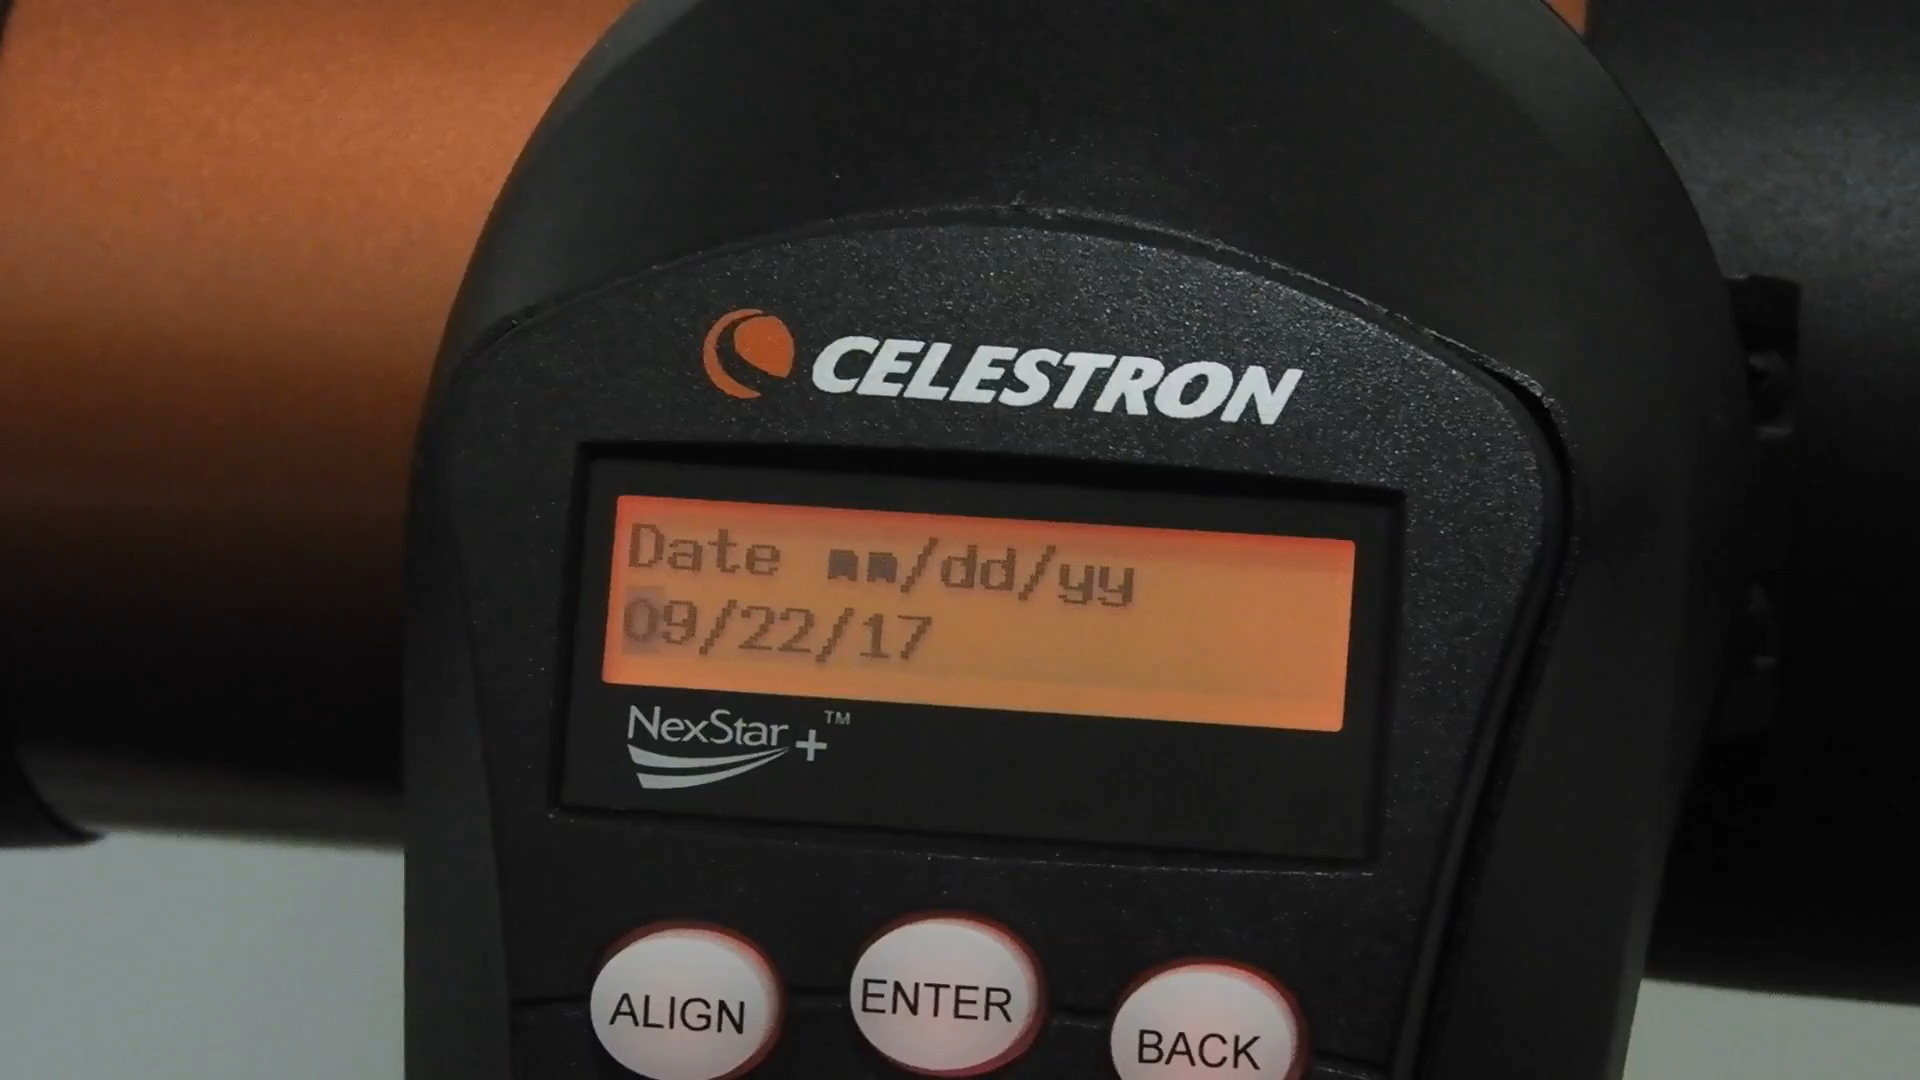 CELESTRON
Date mm/dd/yy
09/22/17
NexStar+™
ALIGN
ENTER
BACK